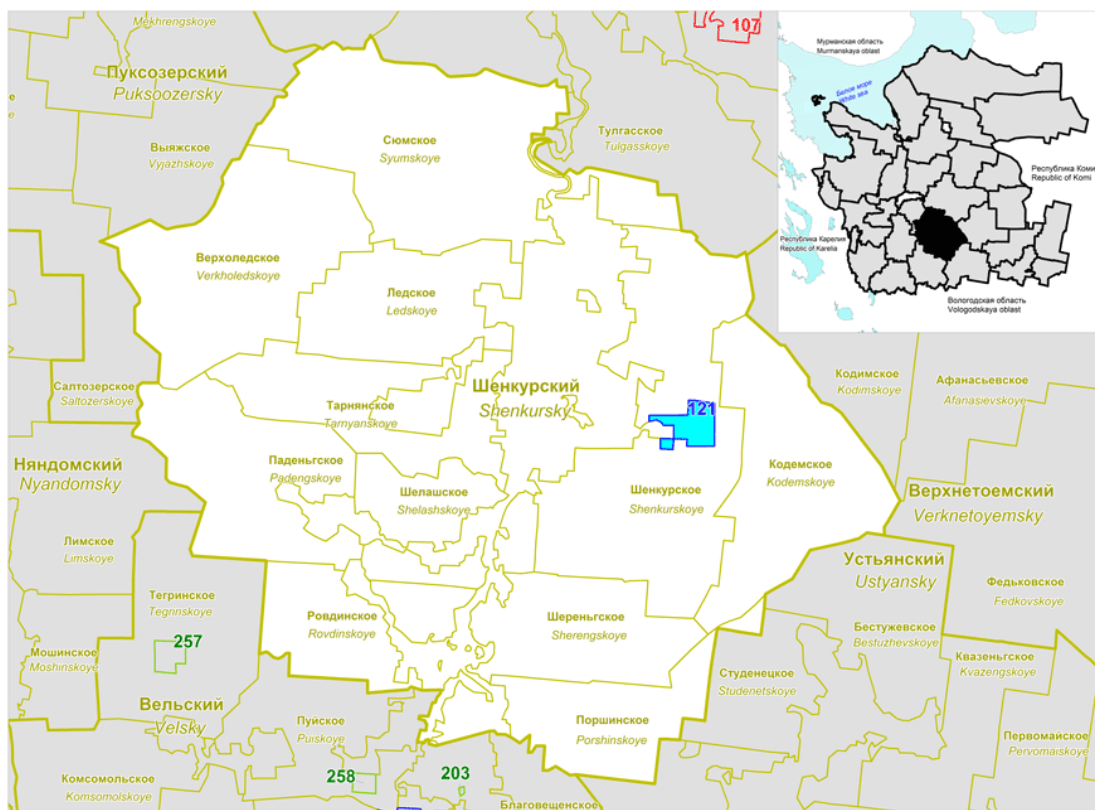 Mekhrengskoye
Пуксозерский
Puksoozersky
Выяжское
Vyjazhskoye
107
Сюмское
Syumskoye
Тулгасское
Tulgasskoye
Мурманская область
Murmanskaya oblast
Белое море
White sea
Республика Коми
Republic of Komi
Республика Карелия
Republic of Karelia
Вологодская область
Vologodskaya oblast
Верхоледское
Verkholedskoye
Ледское
Ledskoye
Шенкурский
Shenkursky
Салтозерское
Saltozerskoye
Тарнянское
Tarnyanskoye
121
Кодимское
Kodimskoye
Афанасьевское
Afanasievskoye
Няндомский
Nyandomsky
Паденьгское
Padengskoye
Шелашское
Shelashskoye
Шенкурское
Shenkurskoye
Кодемское
Kodemskoye
Верхнетоемский
Verknetoyemsky
Лимское
Limskoye
Устьянский
Ustyansky
Тегринское
Tegrinskoye
257
Ровдинское
Rovdinskoye
Шереньгское
Sherengskoye
Федьковское
Fedkovskoye
Бестужевское
Bestuzhevskoye
Мошинское
Moshinskoye
Квазеньгское
Kvazengskoye
Студенецкое
Studenetskoye
Вельский
Velsky
Пуйское
Puiskoye
Поршинское
Porshinskoye
Первомайское
Pervomaiskoye
Комсомольское
Komsomolskoye
258
203
Благовещенское